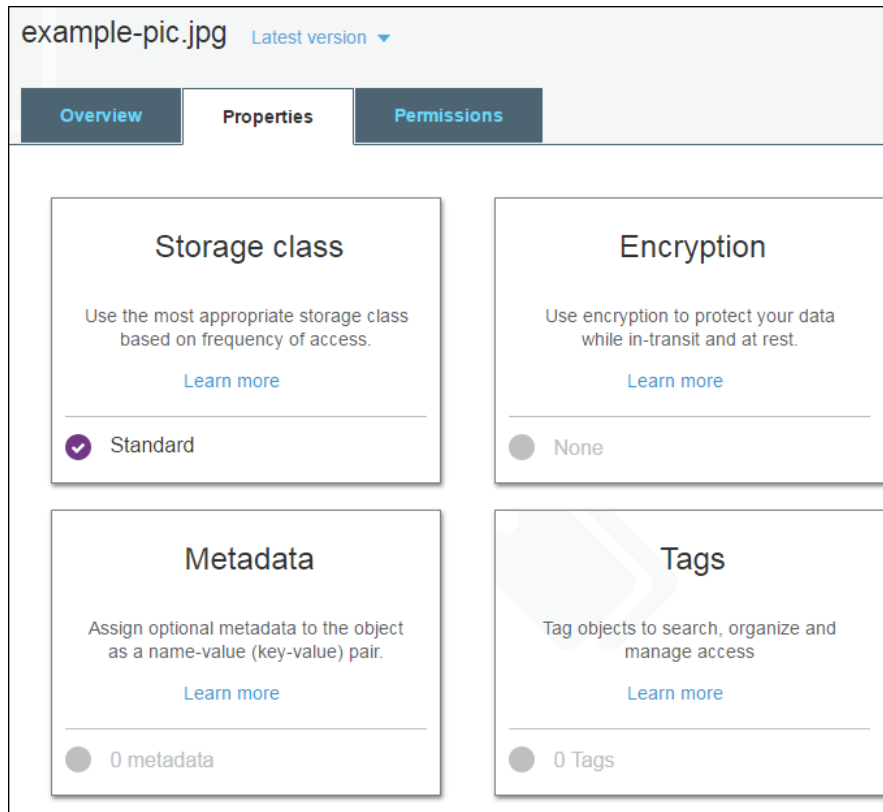 example-pic.jpg Latest version
Overview Properties Permissions
Storage class
Use the most appropriate storage class
based on frequency of access.
Learn more
Standard
Encryption
Use encryption to protect your data
while in-transit and at rest.
Learn more
None
Metadata
Assign optional metadata to the object
as a name-value (key-value) pair.
Learn more
0 metadata
Tags
Tag objects to search, organize and
manage access
Learn more
0 Tags